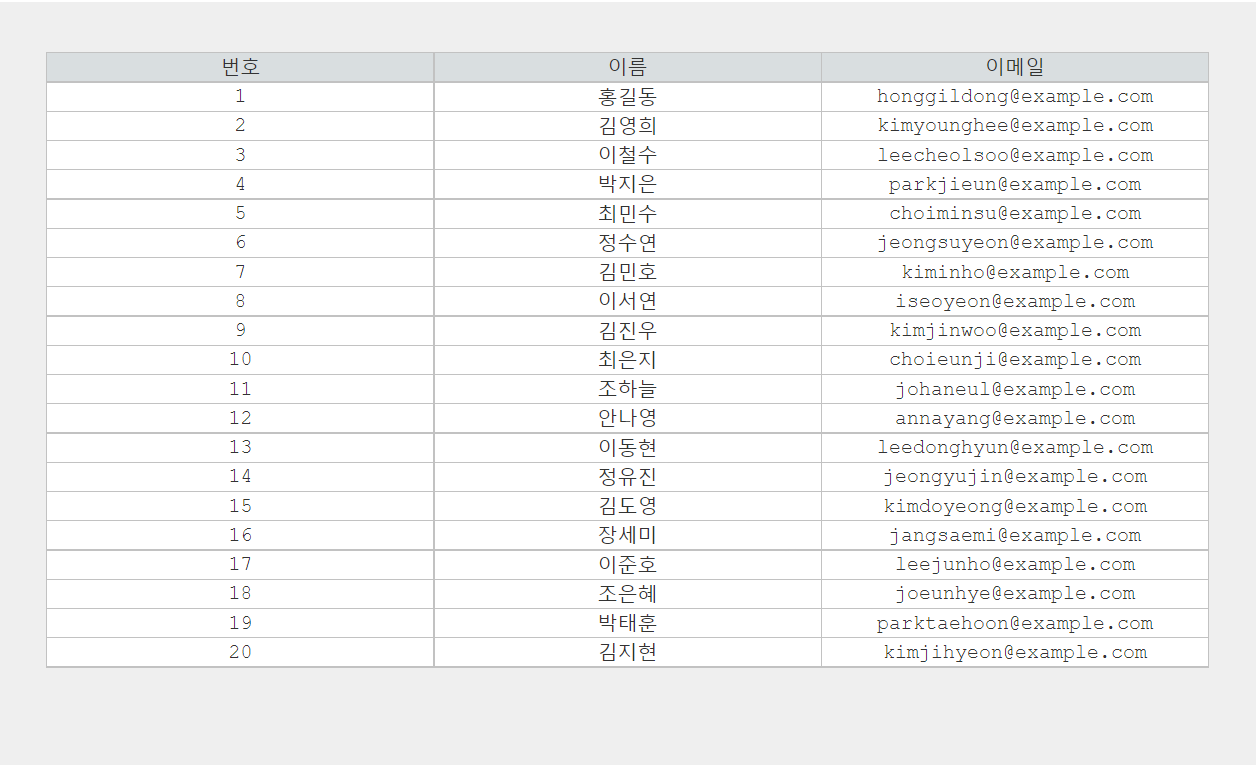 번호 이름 이메일
1 홍길동 honggildong@example.com
2 김영희 kimyounghee@example.com
3 이철수 leecheolsoo@example.com
4 박지은 parkjieun@example.com
5 최민수 choiminsu@example.com
6 정수연 jeongsuyeon@example.com
7 김민호 kiminho@example.com
8 이서연 iseoyeon@example.com
9 김진우 kimjinwoo@example.com
10 최은지 choieunji@example.com
11 조하늘 johaneul@example.com
12 안나영 annayang@example.com
13 이동현 leedonghyun@example.com
14 정유진 jeongyujin@example.com
15 김도영 kimdoyeong@example.com
16 장세미 jangsaemi@example.com
17 이준호 leejunho@example.com
18 조은혜 joeunhye@example.com
19 박태훈 parktaehoon@example.com
20 김지현 kimjihyeon@example.com